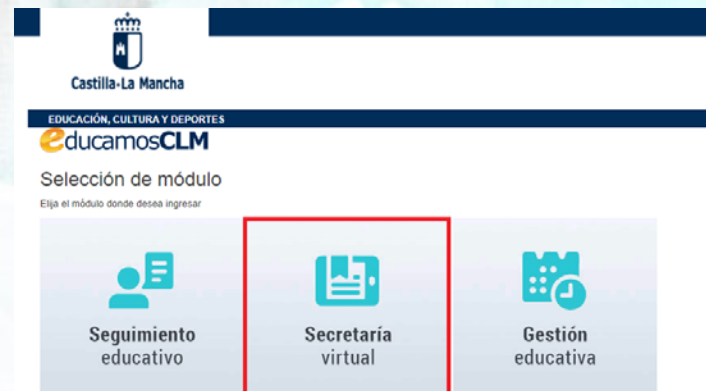 Castilla-La Mancha
EDUCACIÓN, CULTURA Y DEPORTES
educamosCLM
Selección de módulo
Elija el módulo donde desea ingresar
Seguimiento
educativo
Secretaría
virtual
Gestión
educativa